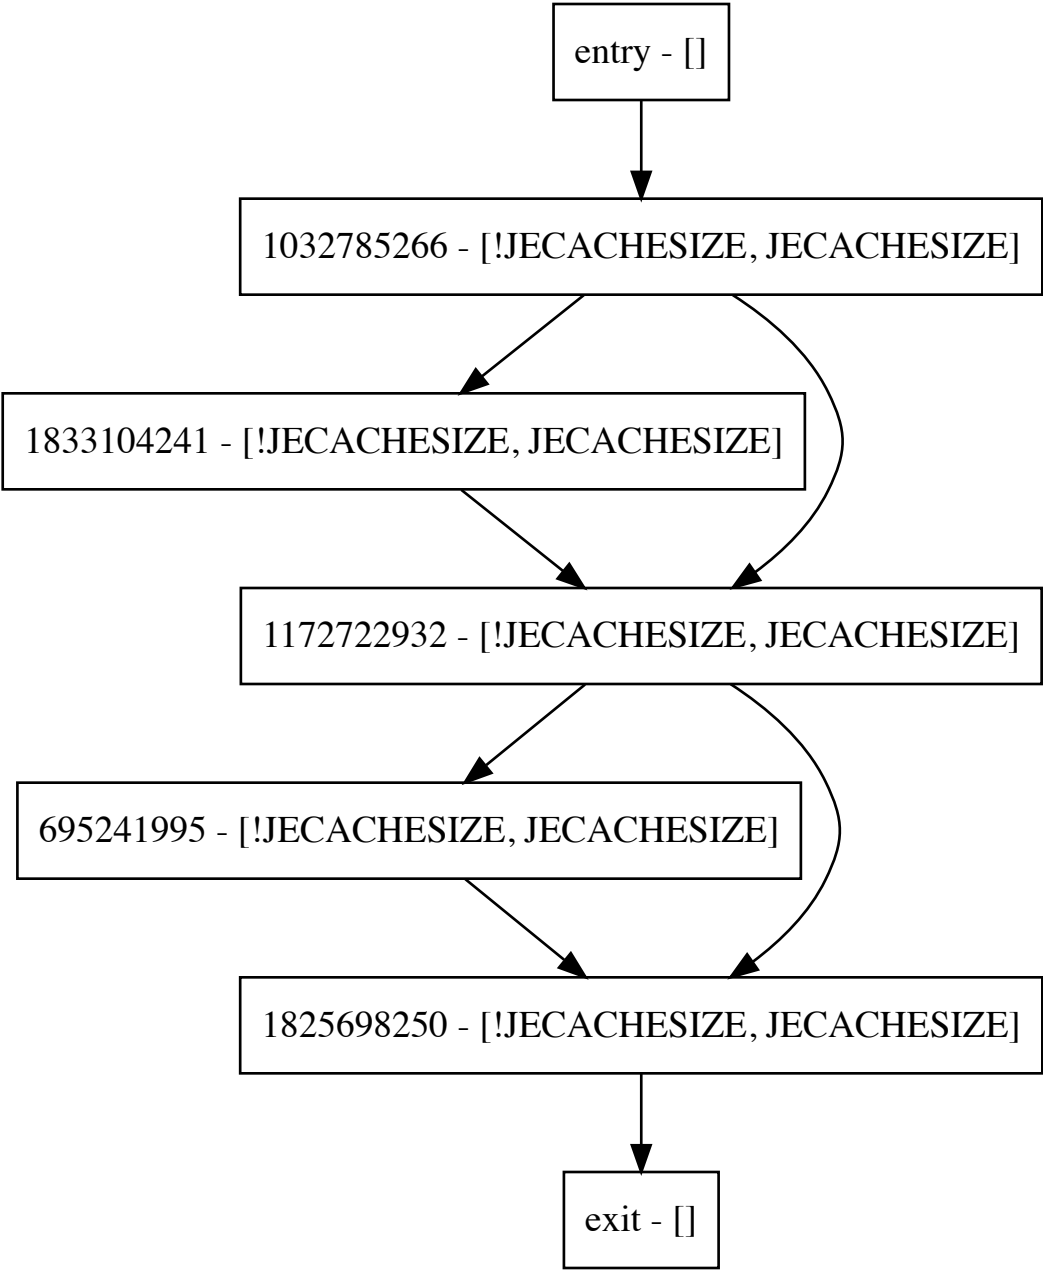 entry - []
1032785266 - [!JECACHESIZE, JECACHESIZE]
1833104241 - [!JECACHESIZE, JECACHESIZE]
1172722932 - [!JECACHESIZE, JECACHESIZE]
695241995 - [!JECACHESIZE, JECACHESIZE]
1825698250 - [!JECACHESIZE, JECACHESIZE]
exit - []